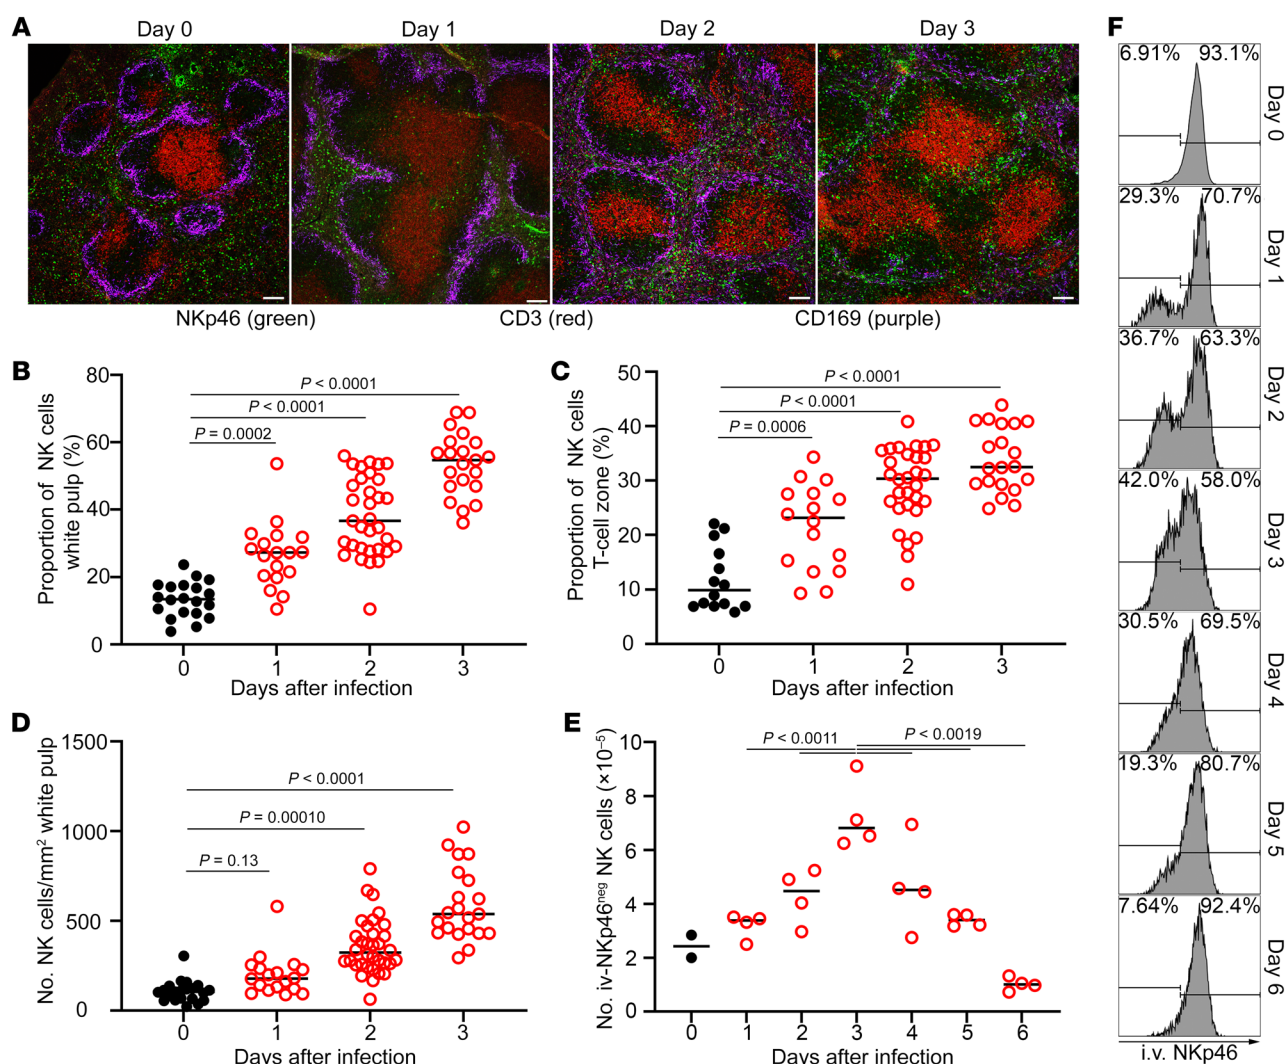 A
Day 0
Day 1
Day 2
Day 3
NKp46 (green)
CD3 (red)
CD169 (purple)
B
Proportion of NK cells
white pulp (%)
80
60
40
20
0
P < 0.0001
P < 0.0001
P = 0.0002
0
1
2
3
Days after infection
C
Proportion of NK cells
T-cell zone (%)
50
40
30
20
10
0
P < 0.0001
P < 0.0001
P = 0.0006
0
1
2
3
Days after infection
D
No. NK cells/mm² white pulp
1500
1000
500
0
P < 0.0001
P = 0.00010
P = 0.13
0
1
2
3
Days after infection
E
No. iv-NKp46ⁿᵉᵍ NK cells (×10⁻⁵)
10
8
6
4
2
0
P < 0.0011
P < 0.0019
0
1
2
3
4
5
6
Days after infection
F
6.91% 93.1%
Day 0
29.3% 70.7%
Day 1
36.7% 63.3%
Day 2
42.0% 58.0%
Day 3
30.5% 69.5%
Day 4
19.3% 80.7%
Day 5
7.64% 92.4%
Day 6
i.v. NKp46